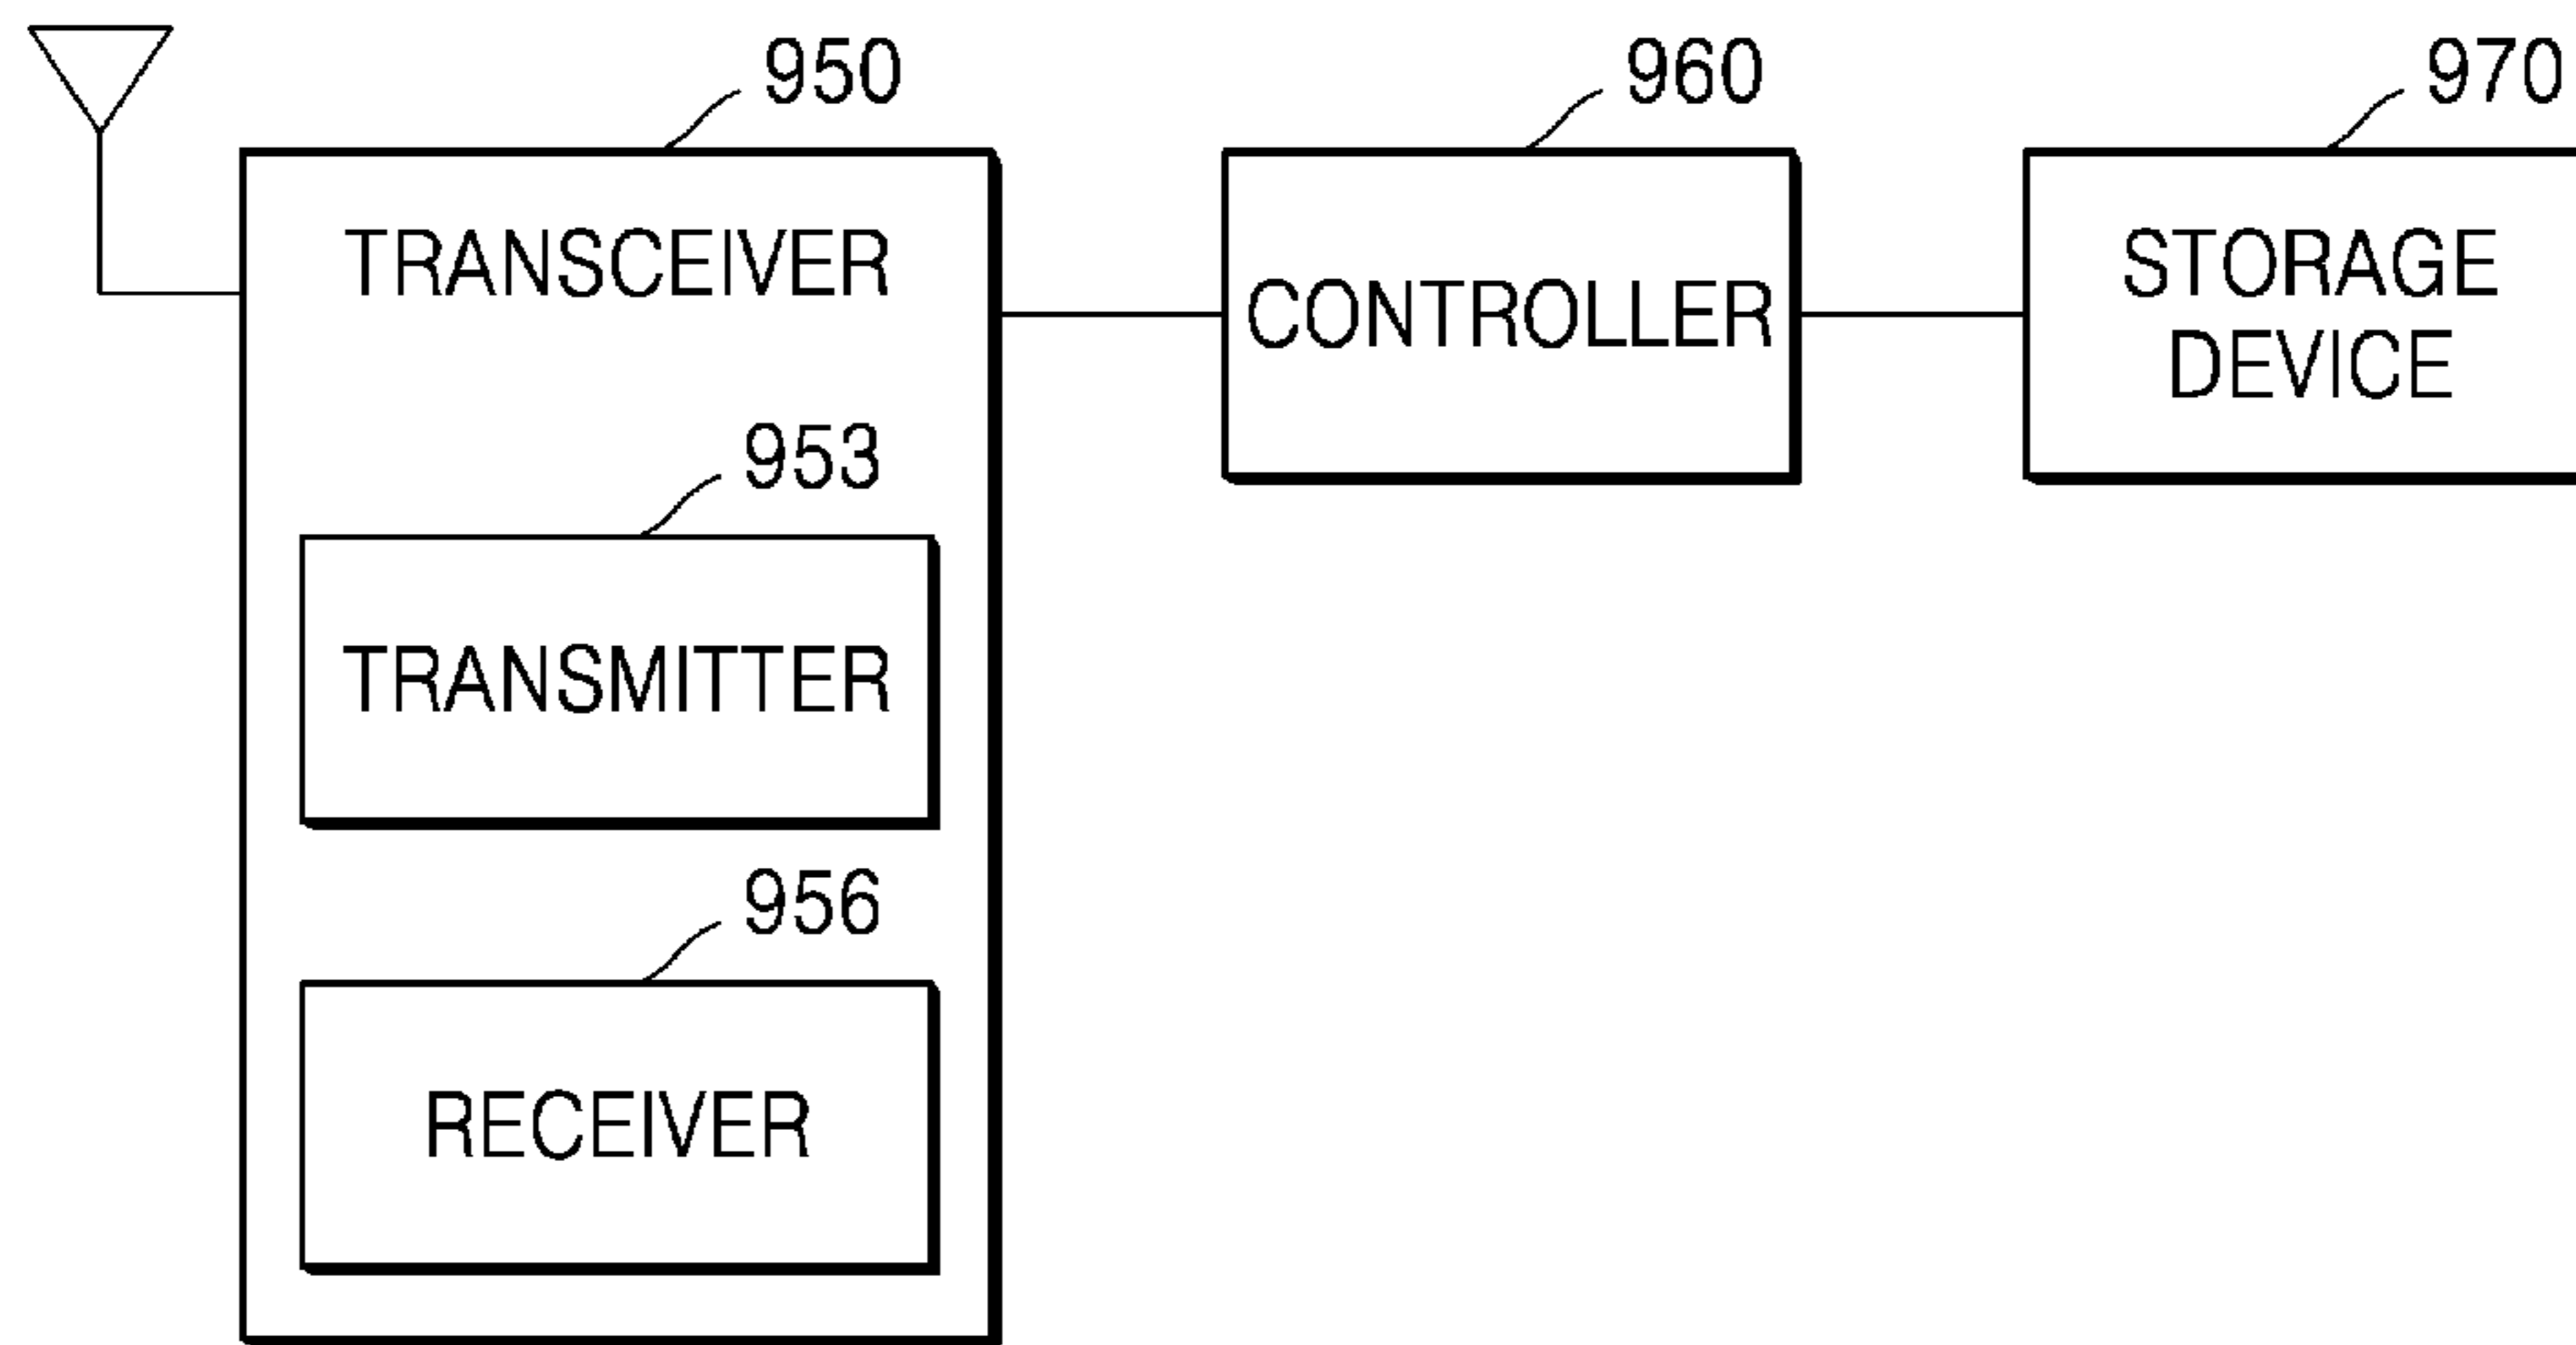 950
TRANSCEIVER
953
TRANSMITTER
956
RECEIVER
960
CONTROLLER
970
STORAGE
DEVICE